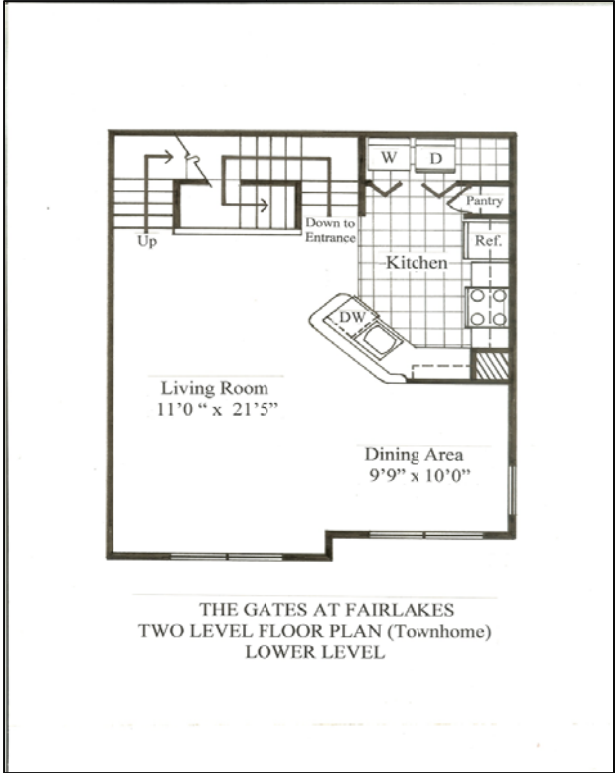 W
D
Pantry
Up
Down to
Entrance
Ref.
Kitchen
DW
Living Room
11'0 “ x 21’5”
Dining Area
9’9” x 10’0”
THE GATES AT FAIRLAKES
TWO LEVEL FLOOR PLAN (Townhome)
LOWER LEVEL